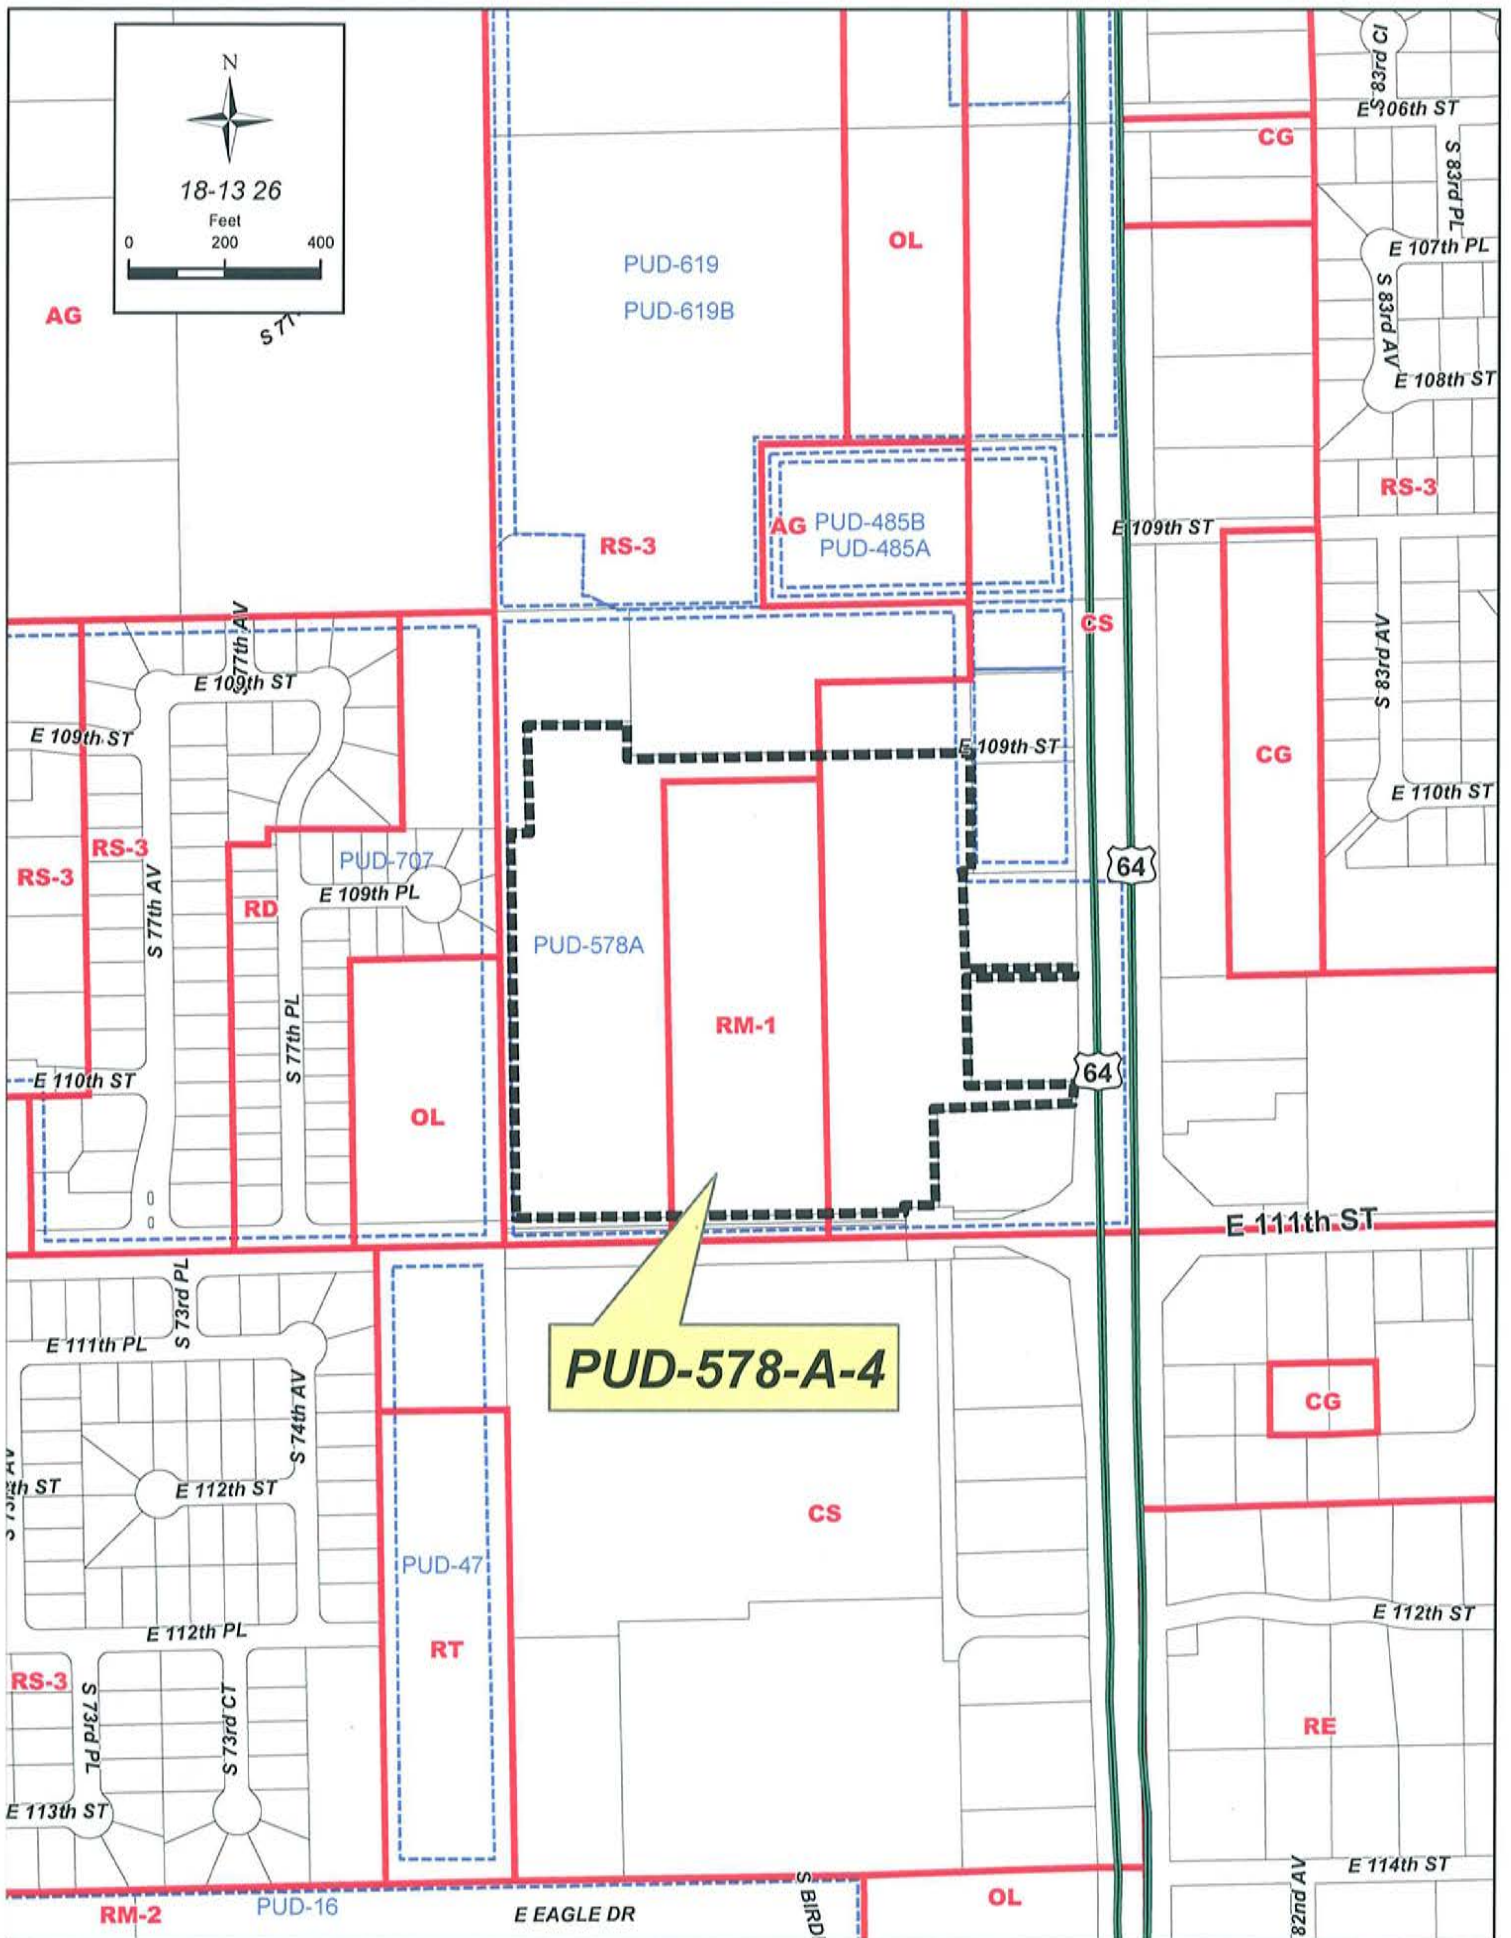 N
18-13 26
Feet
0 200 400
AG
S 77
PUD-619
PUD-619B
OL
S 83rd CI
E 106th ST
CG
S 83rd PL
E 107th PL
S 83rd AV
E 108th ST
RS-3
RS-3
AG
PUD-485B
PUD-485A
E 109th ST
CS
S 77th AV
E 109th ST
E 109th ST
E 109th ST
S 83rd AV
CG
E 110th ST
RS-3
RS-3
S 77th AV
PUD-707
E 109th PL
RD
64
PUD-578A
RM-1
S 77th PL
E 110th ST
64
OL
E 111th ST
S 73rd PL
E 111th PL
PUD-578-A-4
S 74th AV
CG
th ST
E 112th ST
CS
PUD-47
E 112th ST
E 112th PL
RT
RS-3
S 73rd PL
S 73rd CT
RE
E 113th ST
E 114th ST
82nd AV
RM-2
PUD-16
E EAGLE DR
S BIRD
OL